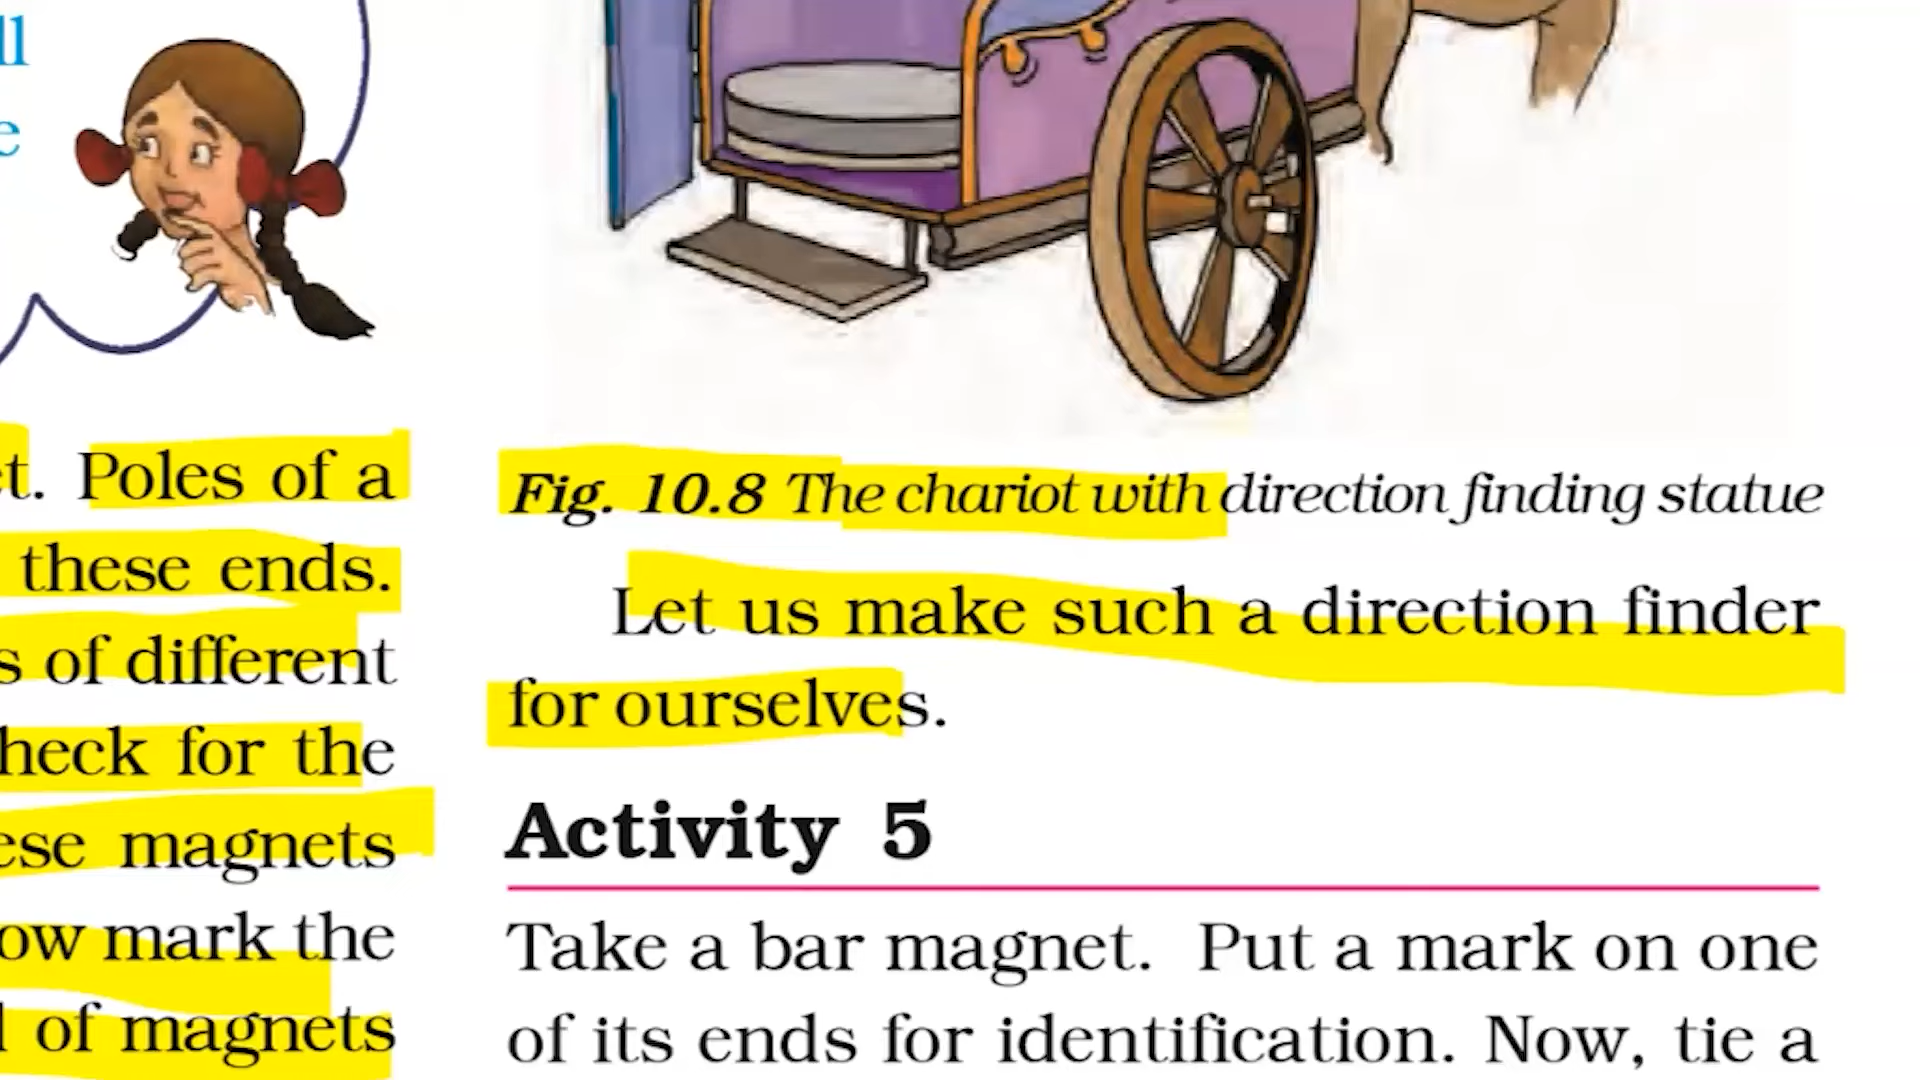 ll
e
et. Poles of a
these ends.
s of different
heck for the
ese magnets
ow mark the
l of magnets
Fig. 10.8 The chariot with direction finding statue
Let us make such a direction finder
for ourselves.
Activity 5
Take a bar magnet. Put a mark on one
of its ends for identification. Now, tie a